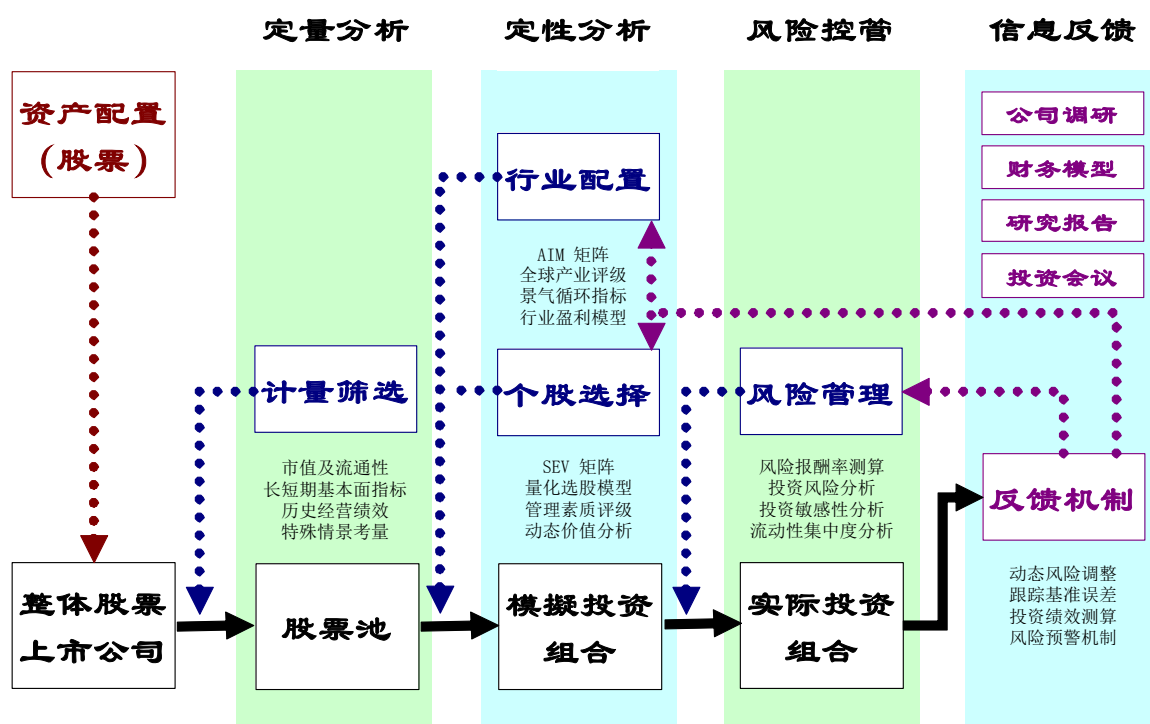 定量分析
定性分析
风险控管
信息反馈
资产配置
(股票)
公司调研
财务模型
研究报告
投资会议
行业配置
AIM 矩阵
全球产业评级
景气循环指标
行业盈利模型
计量筛选
个股选择
风险管理
市值及流通性
长短期基本面指标
历史经营绩效
特殊情景考量
SEV 矩阵
量化选股模型
管理素质评级
动态价值分析
风险报酬率测算
投资风险分析
投资敏感性分析
流动性集中度分析
反馈机制
动态风险调整
跟踪基准误差
投资绩效测算
风险预警机制
整体股票
上市公司
股票池
模擬投资
组合
实际投资
组合